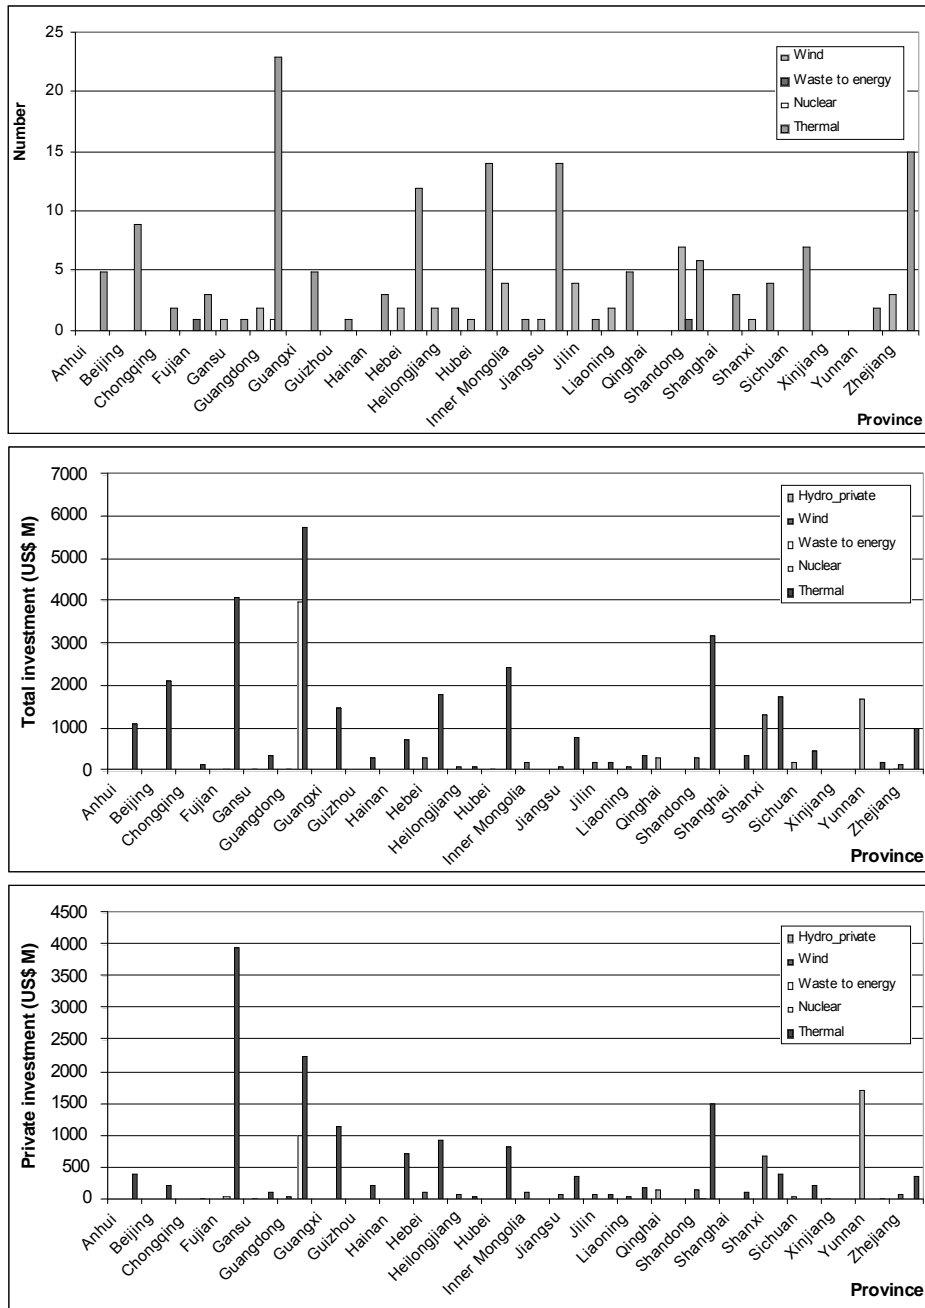 25
20
15
10
5
0
Number
Wind
Waste to energy
Nuclear
Thermal
Anhui
Beijing
Chongqing
Fujian
Gansu
Guangdong
Guangxi
Guizhou
Hainan
Hebei
Heilongjiang
Hubei
Inner Mongolia
Jiangsu
Jilin
Liaoning
Qinghai
Shandong
Shanghai
Shanxi
Sichuan
Xinjiang
Yunnan
Zhejiang
Province
7000
6000
5000
4000
3000
2000
1000
0
Total investment (US$ M)
Hydro_private
Wind
Waste to energy
Nuclear
Thermal
Anhui
Beijing
Chongqing
Fujian
Gansu
Guangdong
Guangxi
Guizhou
Hainan
Hebei
Heilongjiang
Hubei
Inner Mongolia
Jiangsu
Jilin
Liaoning
Qinghai
Shandong
Shanghai
Shanxi
Sichuan
Xinjiang
Yunnan
Zhejiang
Province
4500
4000
3500
3000
2500
2000
1500
1000
500
0
Private investment (US$ M)
Hydro_private
Wind
Waste to energy
Nuclear
Thermal
Anhui
Beijing
Chongqing
Fujian
Gansu
Guangdong
Guangxi
Guizhou
Hainan
Hebei
Heilongjiang
Hubei
Inner Mongolia
Jiangsu
Jilin
Liaoning
Qinghai
Shandong
Shanghai
Shanxi
Sichuan
Xinjiang
Yunnan
Zhejiang
Province